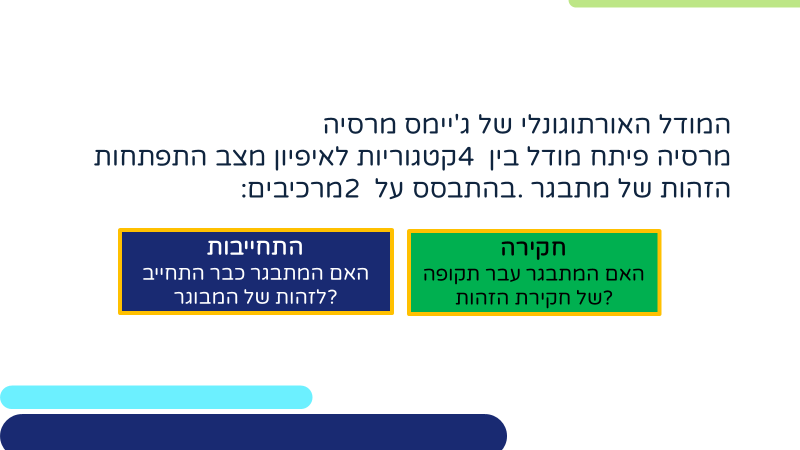 המודל האורתוגונלי של ג'יימס מרסיה
מרסיה פיתח מודל בין 4קטגוריות לאיפיון מצב התפתחות
הזהות של מתבגר .בהתבסס על 2מרכיבים:
חקירה
האם המתבגר עבר תקופה
של חקירת הזהות?
התחייבות
האם המתבגר כבר התחייב
לזהות של המבוגר?